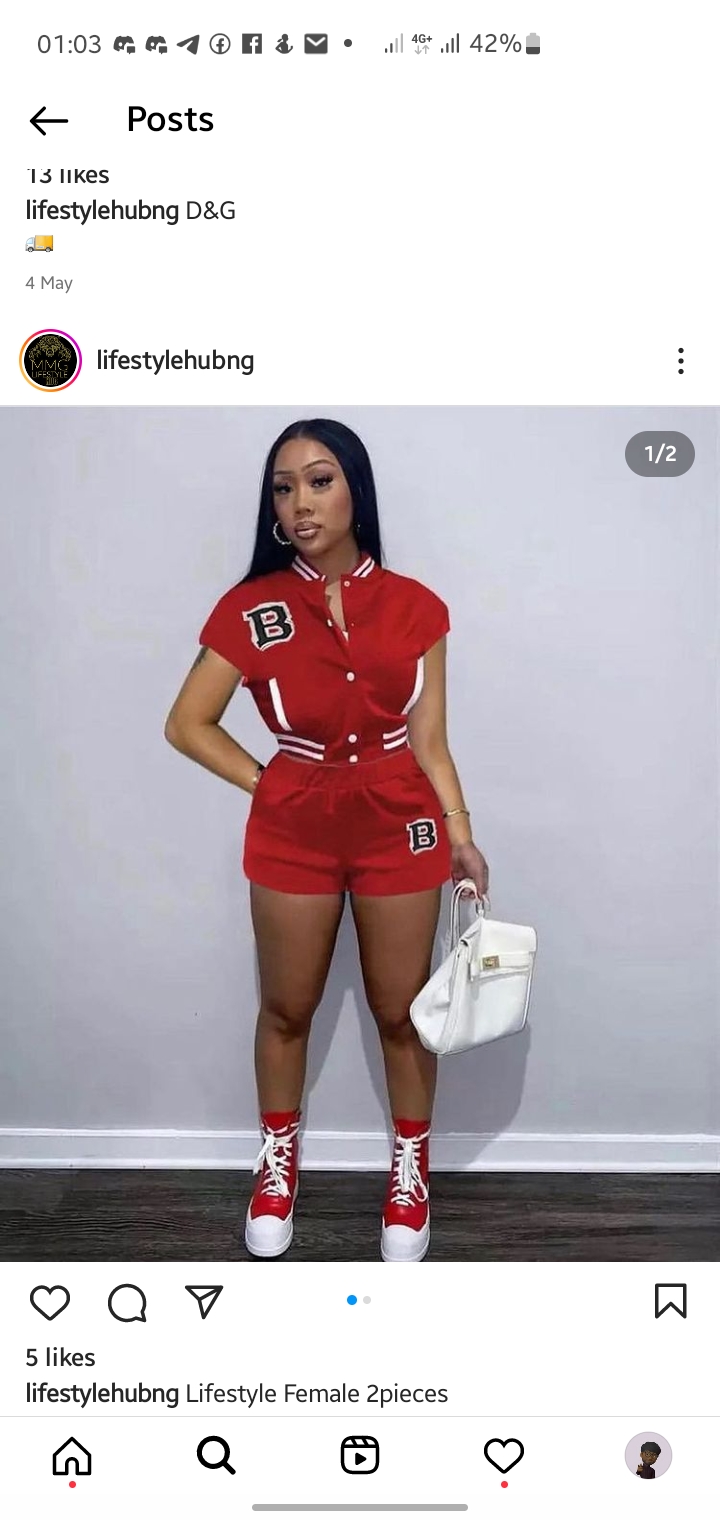 01:03 4G+ 42%
Posts
13 likes
lifestylehubng D&G
4 May
MMG
LIFESTYLE
lifestylehubng
1/2
B
B
5 likes
lifestylehubng Lifestyle Female 2pieces